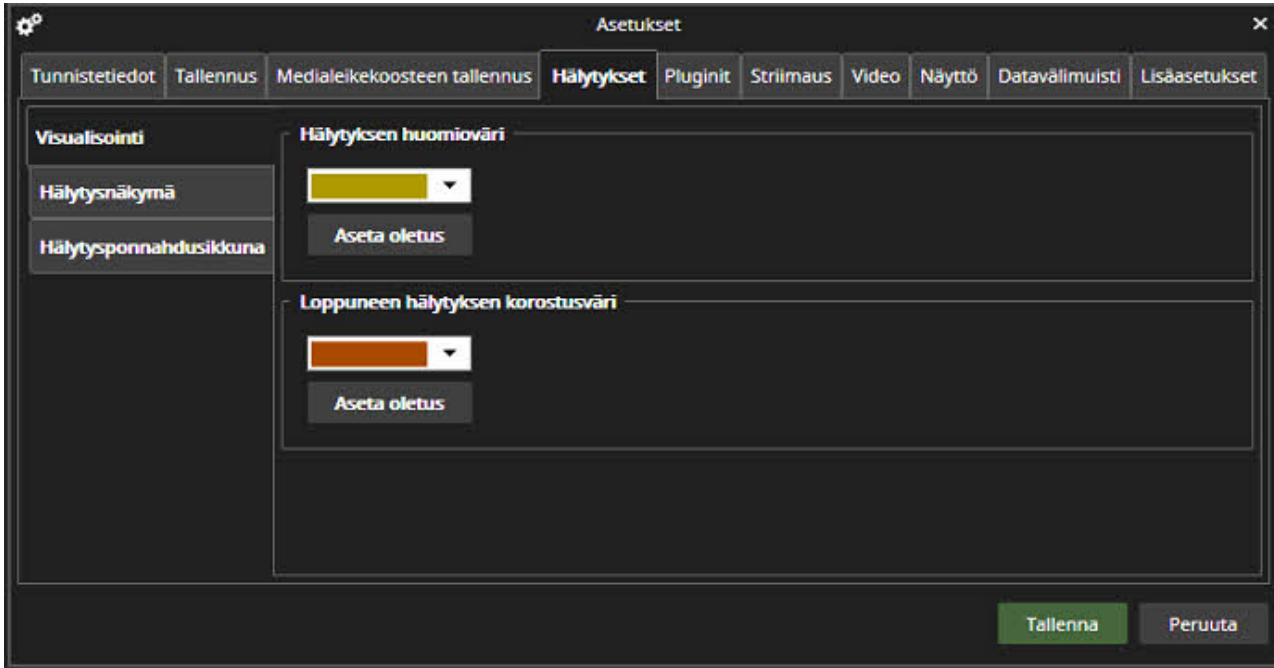 Asetukset
Tunnistetiedot Tallennus Medialeikekoosteen tallennus Hälytykset Pluginit Striimaus Video Näyttö Datavälimuisti Lisäasetukset
Visualisointi
Hälytysnäkymä
Hälytysponnahdusikkuna
Hälytyksen huomioväri
Aseta oletus
Loppuneen hälytyksen korostusväri
Aseta oletus
Tallenna Peruuta